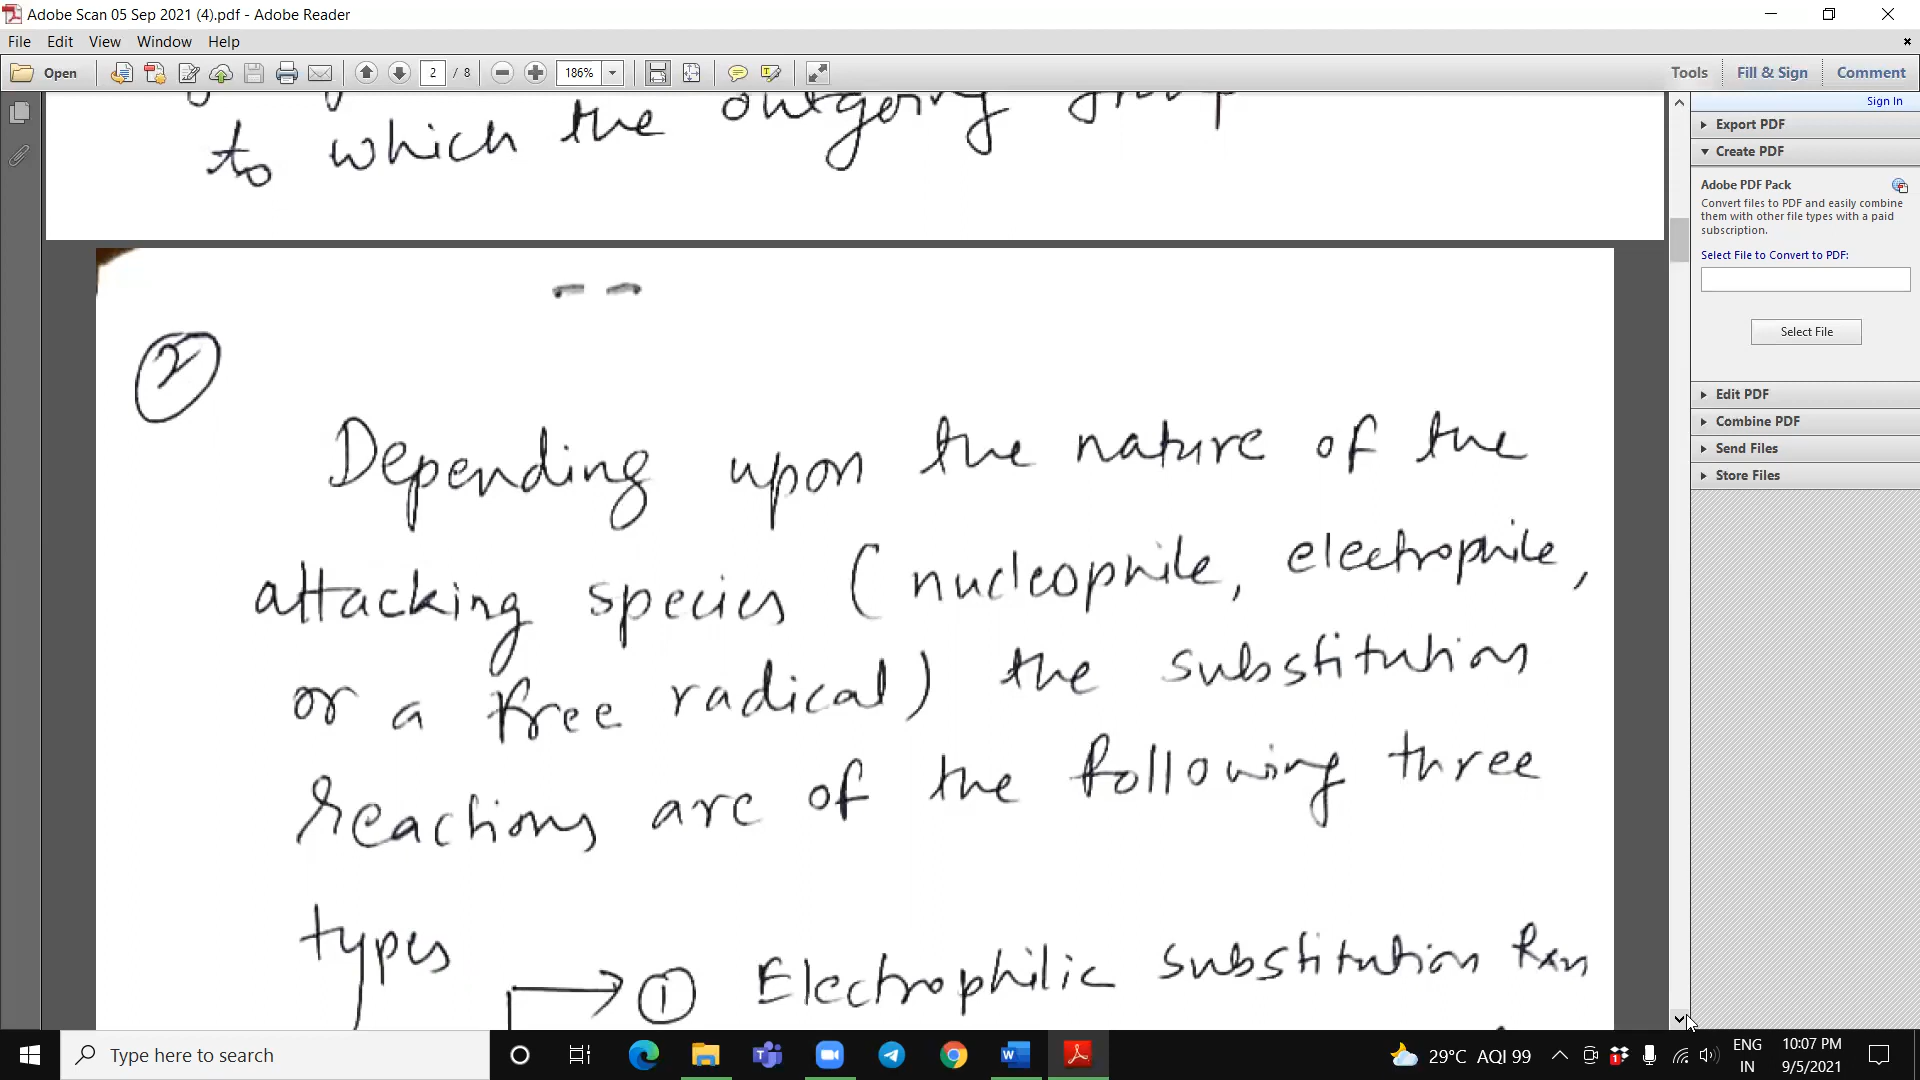 Adobe Scan 05 Sep 2021 (4).pdf - Adobe Reader
File Edit View Window Help
Open 2 / 8 186% Tools Fill & Sign Comment
Sign In
Export PDF
Create PDF
Adobe PDF Pack
Convert files to PDF and easily combine
them with other file types with a paid
subscription.
Select File to Convert to PDF:
Select File
Edit PDF
Combine PDF
Send Files
Store Files
to which the outgoing group
2
Depending upon the nature of the
attacking species (nucleophile, electrophile,
or a free radical) the substitution
reactions are of the following three
types
→ 1 Electrophilic substitution Rxn
Type here to search
29°C AQI 99
ENG
IN
10:07 PM
9/5/2021